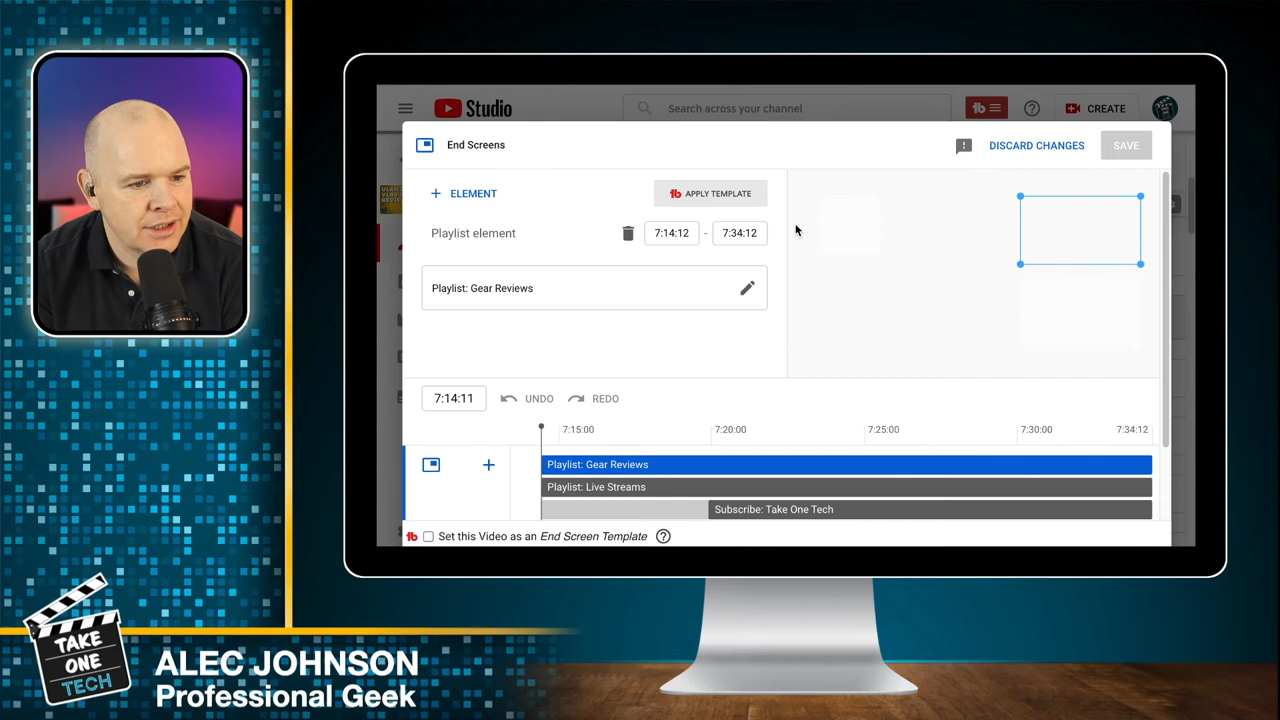 Studio
Search across your channel
CREATE
End Screens
DISCARD CHANGES
SAVE
+ ELEMENT
tb APPLY TEMPLATE
Playlist element
7:14:12 - 7:34:12
Playlist: Gear Reviews
7:14:11
UNDO
REDO
7:15:00
7:20:00
7:25:00
7:30:00
7:34:12
+
Playlist: Gear Reviews
Playlist: Live Streams
Subscribe: Take One Tech
tb Set this Video as an End Screen Template ?
TAKE
ONE
TECH
ALEC JOHNSON
Professional Geek